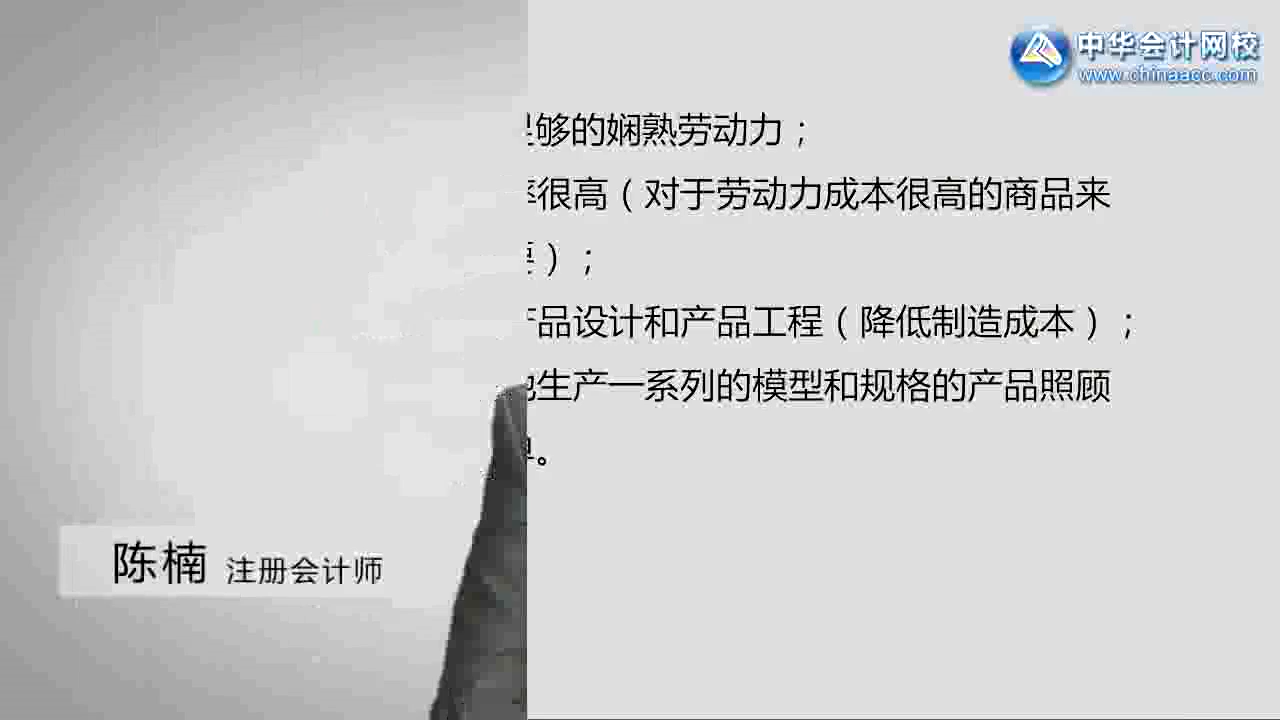 中华会计网校
www.chinaacc.com
够的娴熟劳动力；
很高（对于劳动力成本很高的商品来
）；
品设计和产品工程（降低制造成本）；
生产一系列的模型和规格的产品照顾
。
陈楠 注册会计师